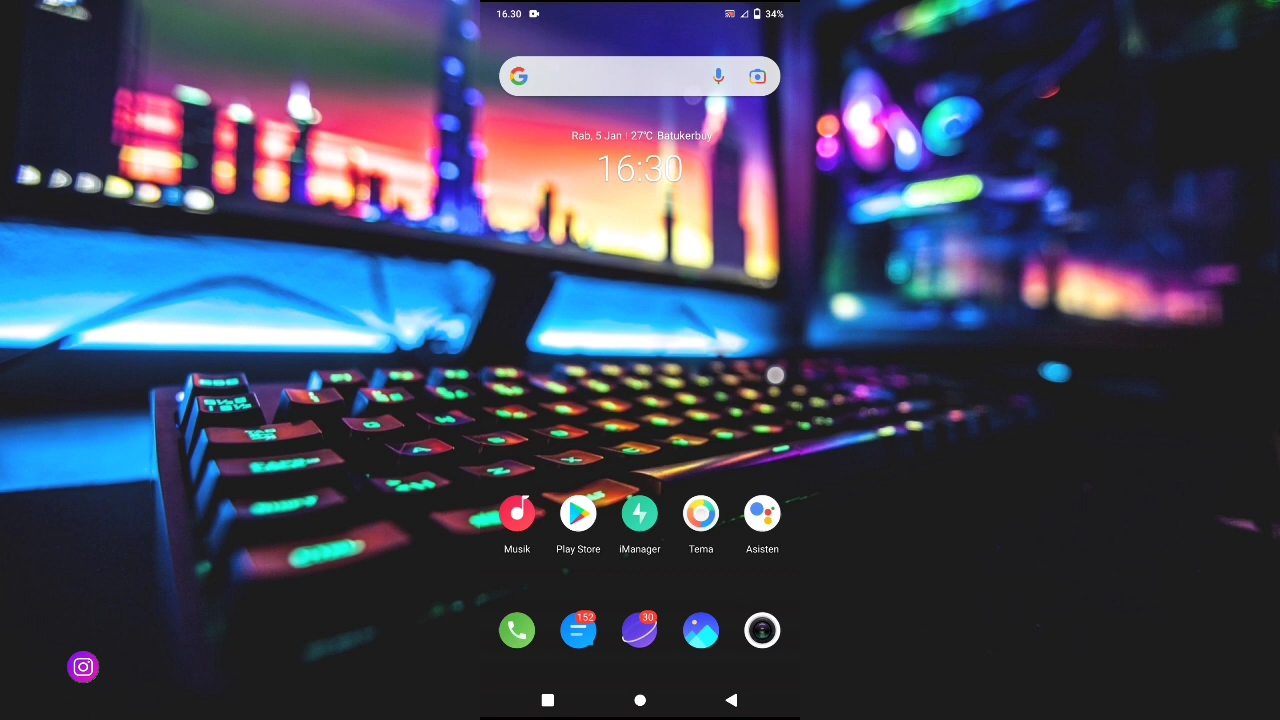 16.30 34%
Rab, 5 Jan | 27°C Batukerbuy
16:30
Musik Play Store iManager Tema Asisten
152 30